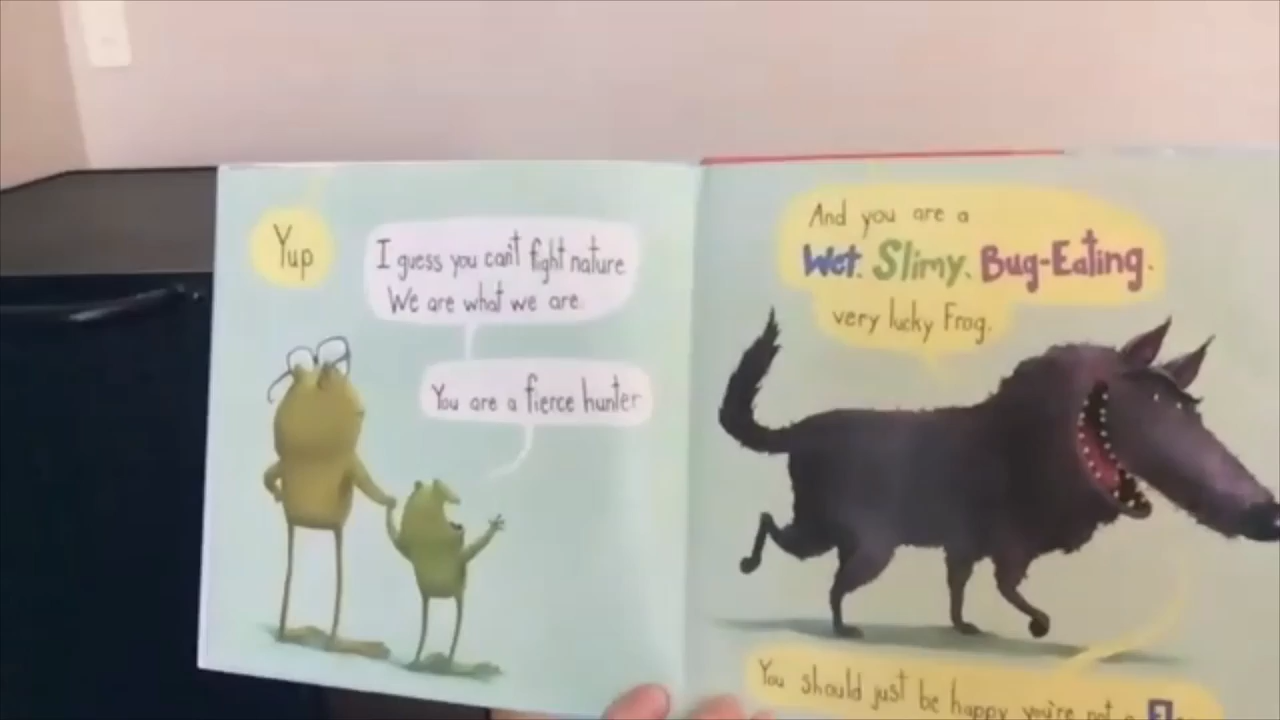 Yup
I guess you can't fight nature
We are what we are.
You are a fierce hunter
And you are a
Wet, Slimy, Bug-Eating,
very lucky Frog.
You should just be happy you're not